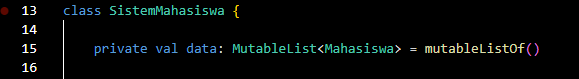 13 class SistemMahasiswa {
14
15 private val data: MutableList<Mahasiswa> = mutableListOf()
16